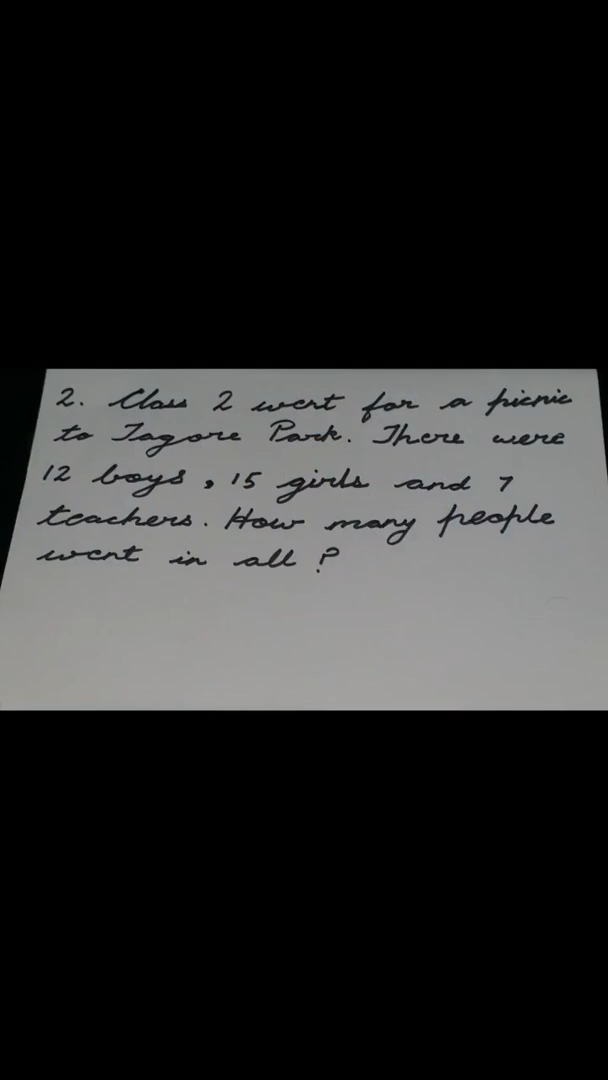 2. Class 2 went for a picnic
to Tagore Park. There were
12 boys, 15 girls and 7
teachers. How many people
went in all ?